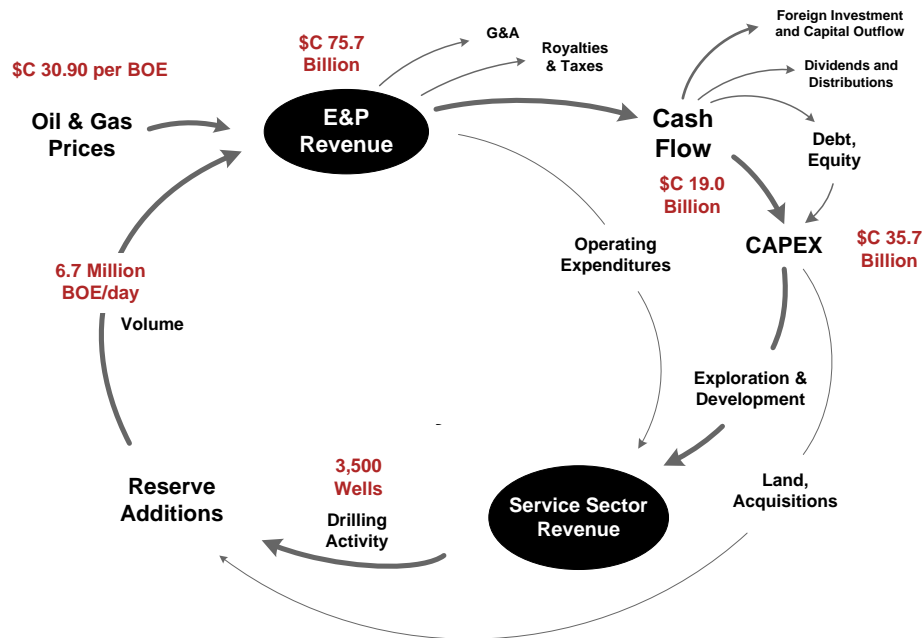 Foreign Investment
and Capital Outflow
G&A
$C 75.7
Billion
Royalties
& Taxes
$C 30.90 per BOE
Dividends and
Distributions
Oil & Gas
Prices
E&P
Revenue
Cash
Flow
Debt,
Equity
$C 19.0
Billion
Operating
Expenditures
CAPEX
$C 35.7
Billion
6.7 Million
BOE/day
Volume
Exploration &
Development
3,500
Wells
Reserve
Additions
Drilling
Activity
Service Sector
Revenue
Land,
Acquisitions